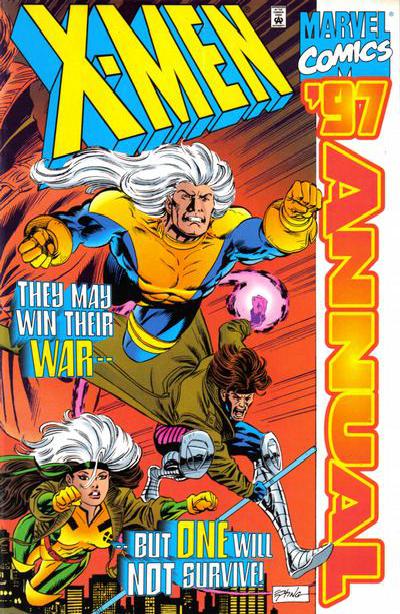 X-MEN
MARVEL
COMICS
'97
ANNUAL
THEY MAY
WIN THEIR
WAR--
--BUT ONE WILL
NOT SURVIVE!